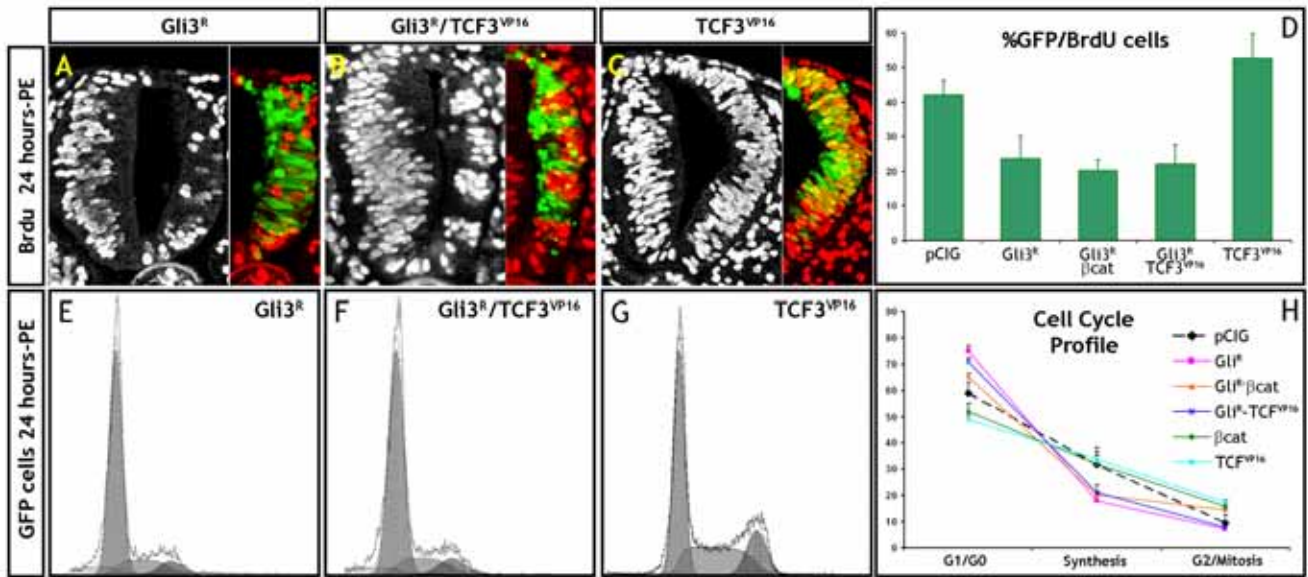 Gli3ᴿ
Gli3ᴿ/TCF3ⱽᴾ¹⁶
TCF3ⱽᴾ¹⁶
Brdu 24 hours-PE
A
B
C
D
%GFP/BrdU cells
70
60
50
40
30
20
10
0
pCIG
Gli3ᴿ
Gli3ᴿ βcat
Gli3ᴿ TCF3ⱽᴾ¹⁶
TCF3ⱽᴾ¹⁶
GFP cells 24 hours-PE
E
Gli3ᴿ
F
Gli3ᴿ/TCF3ⱽᴾ¹⁶
G
TCF3ⱽᴾ¹⁶
H
Cell Cycle
Profile
90
80
70
60
50
40
30
20
10
0
pCIG
Gliᴿ
Gliᴿ-βcat
Gliᴿ-TCFⱽᴾ¹⁶
βcat
TCFⱽᴾ¹⁶
G1/G0
Synthesis
G2/Mitosis